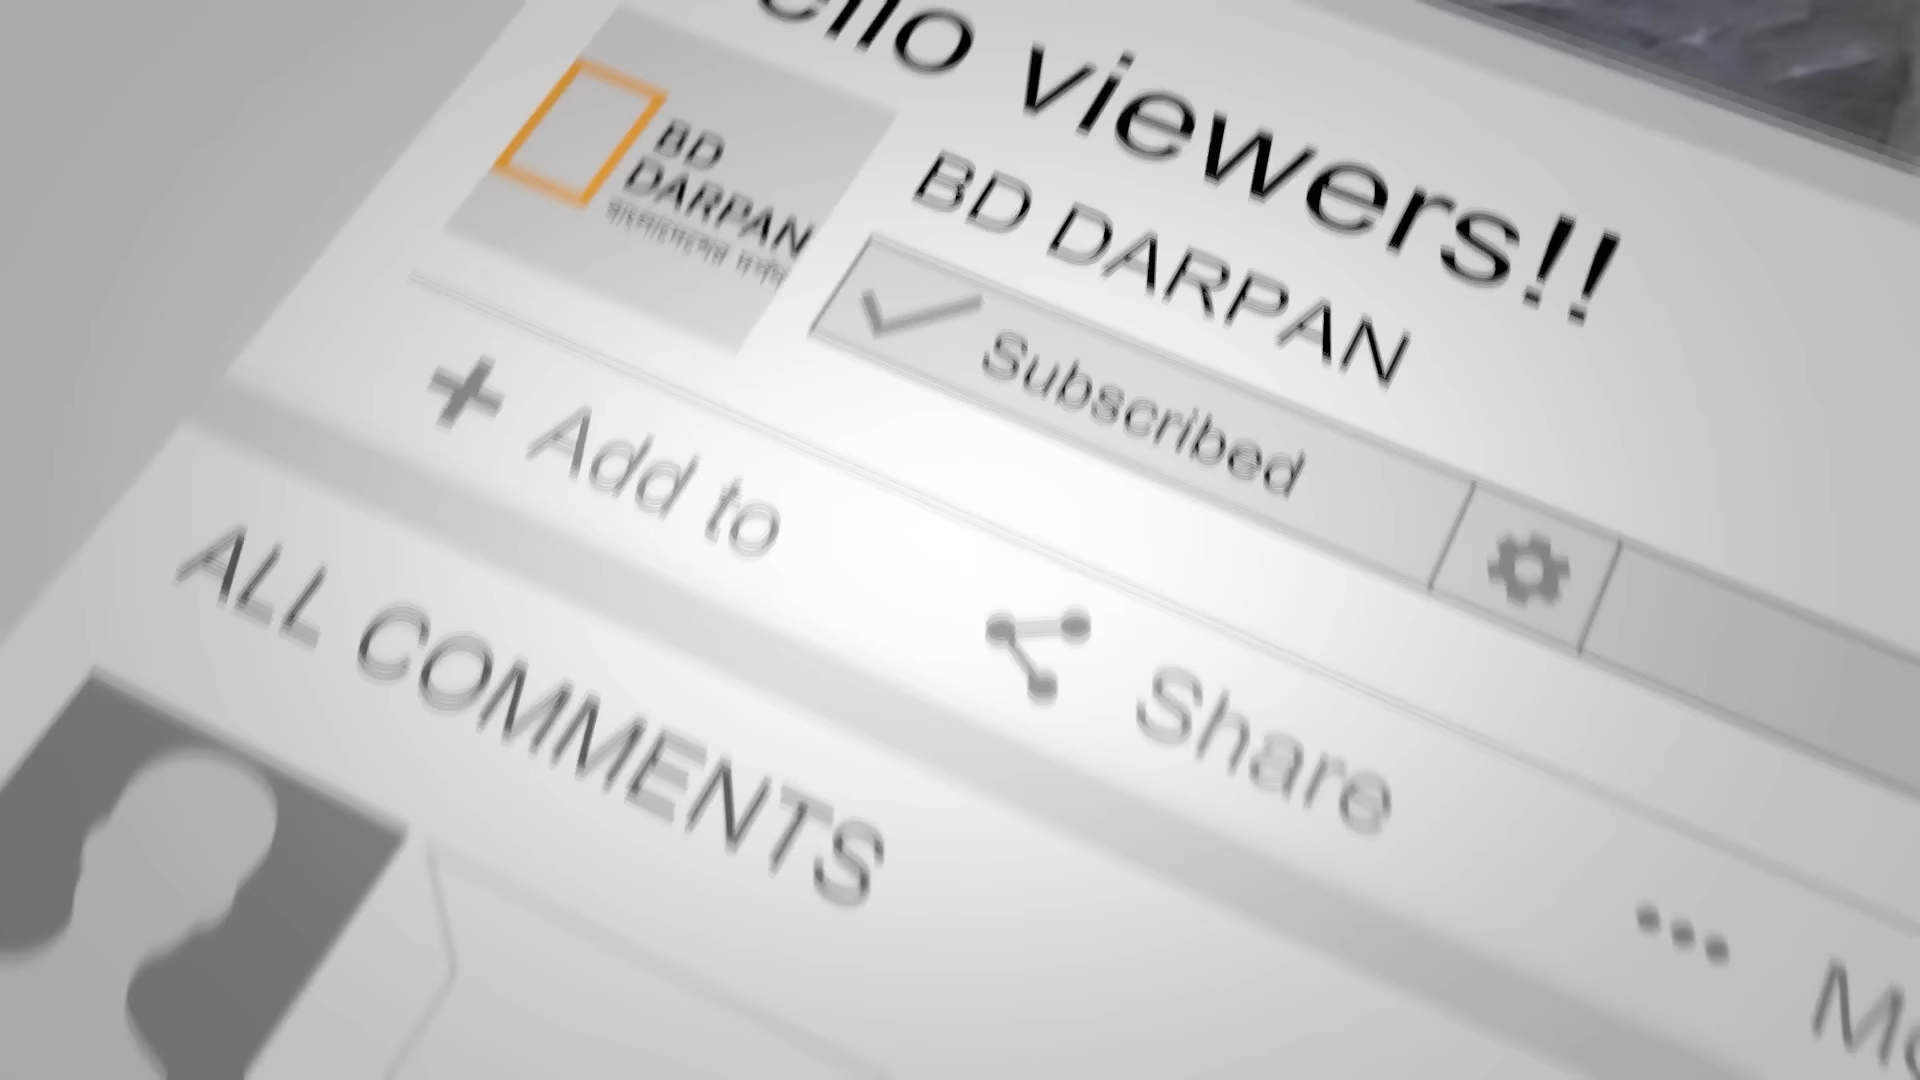 ello viewers!!
BD
DARPAN
BD DARPAN
Subscribed
Add to
Share
ALL COMMENTS